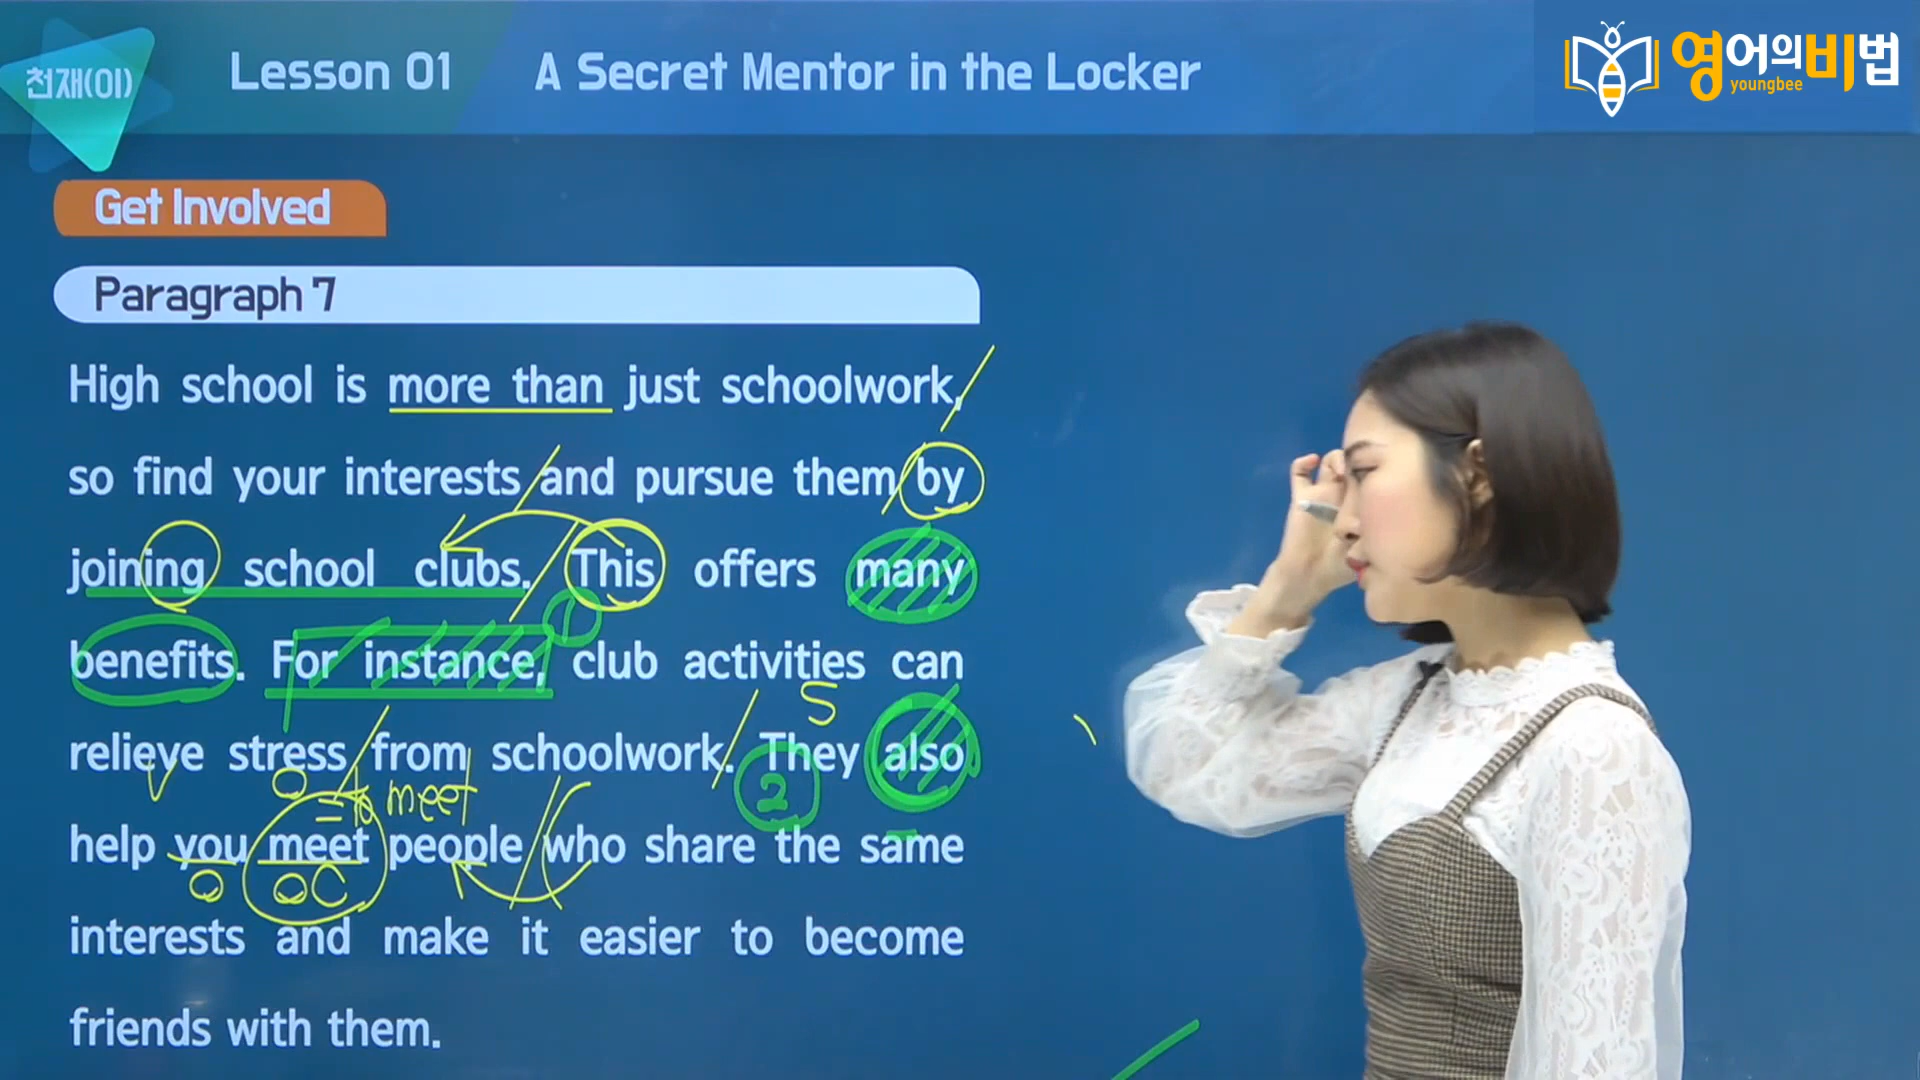 천재(이)
Lesson 01 A Secret Mentor in the Locker
영어의비법
youngbee
Get Involved
Paragraph 7
High school is more than just schoolwork,
so find your interests and pursue them by
joining school clubs. This offers many
①
benefits. For instance, club activities can
S
relieve stress from schoolwork. They also
V O = to meet ②
help you meet people who share the same
O OC
interests and make it easier to become
friends with them.